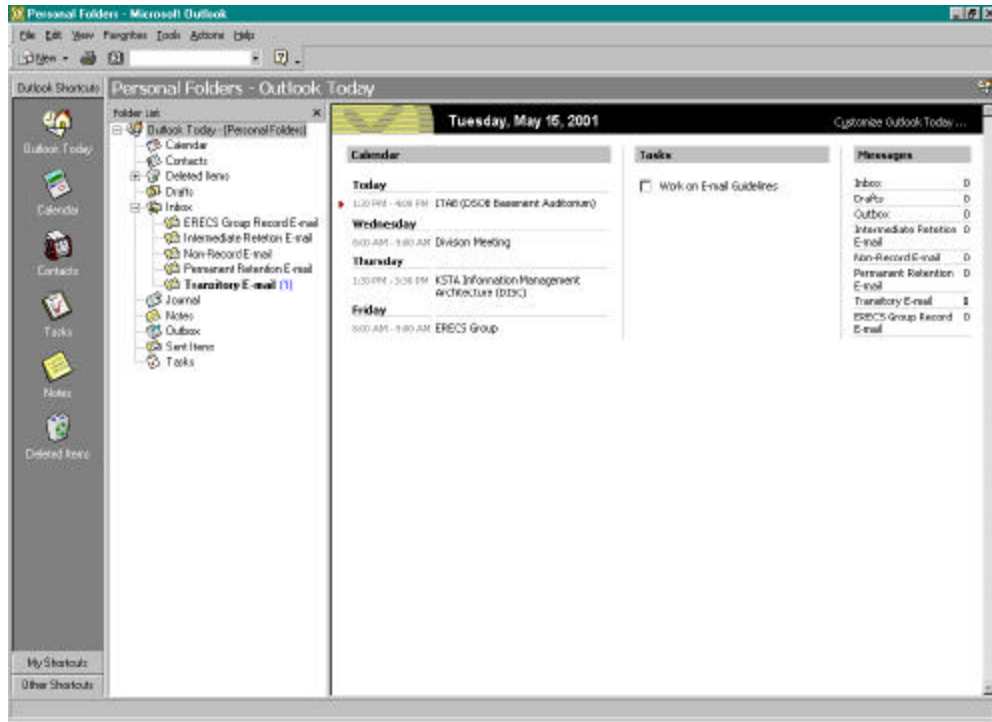 Personal Folders - Microsoft Outlook
File Edit View Favorites Tools Actions Help
New
Outlook Shortcuts
Personal Folders - Outlook Today
Outlook Today
Calendar
Contacts
Tasks
Notes
Deleted Items
My Shortcuts
Other Shortcuts
Folder List
Outlook Today - [Personal Folders]
Calendar
Contacts
Deleted Items
Drafts
Inbox
ERECS Group Record E-mail
Intermediate Reteton E-mail
Non-Record E-mail
Permanent Retention E-mail
Transitory E-mail (1)
Journal
Notes
Outbox
Sent Items
Tasks
Tuesday, May 15, 2001
Customize Outlook Today ...
Calendar
Today
1:30 PM - 4:00 PM ITAB (DSOB Basement Auditorium)
Wednesday
AM - 9:00 AM Divison Meeting
Thursday
1:30 PM - 3:30 PM KSTA Information Management
Architecture (DISC)
Friday
8:00 AM - 9:00 AM ERECS Group
Tasks
Work on E-mail Guidelines
Messages
Inbox 0
Drafts 0
Outbox 0
Intermediate Retetion 0
E-mail
Non-Record E-mail 0
Permanent Retention 0
E-mail
Transitory E-mail 1
ERECS Group Record 0
E-mail